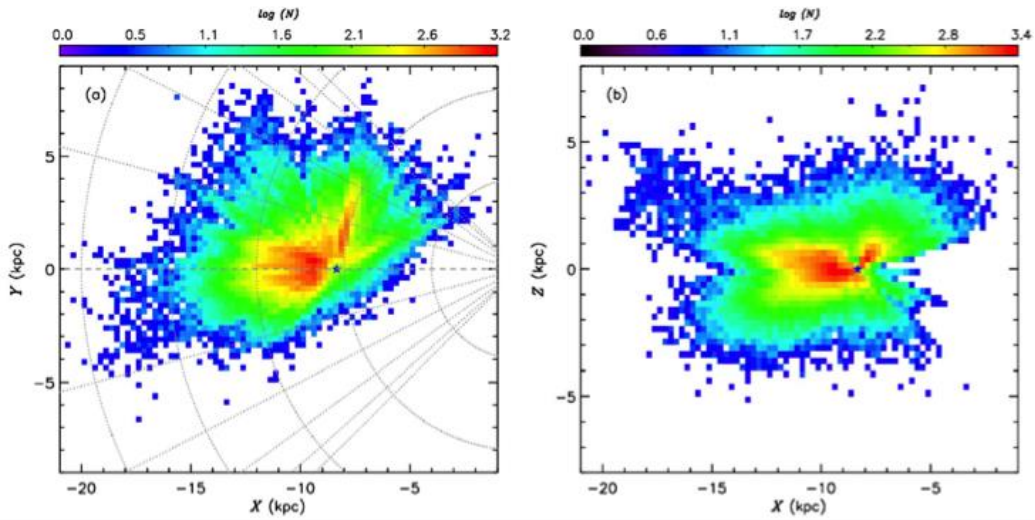 log (N)
0.0 0.5 1.1 1.6 2.1 2.6 3.2
(a)
5
0
−5
Y (kpc)
−20 −15 −10 −5
X (kpc)
log (N)
0.0 0.6 1.1 1.7 2.2 2.8 3.4
(b)
5
0
−5
Z (kpc)
−20 −15 −10 −5
X (kpc)